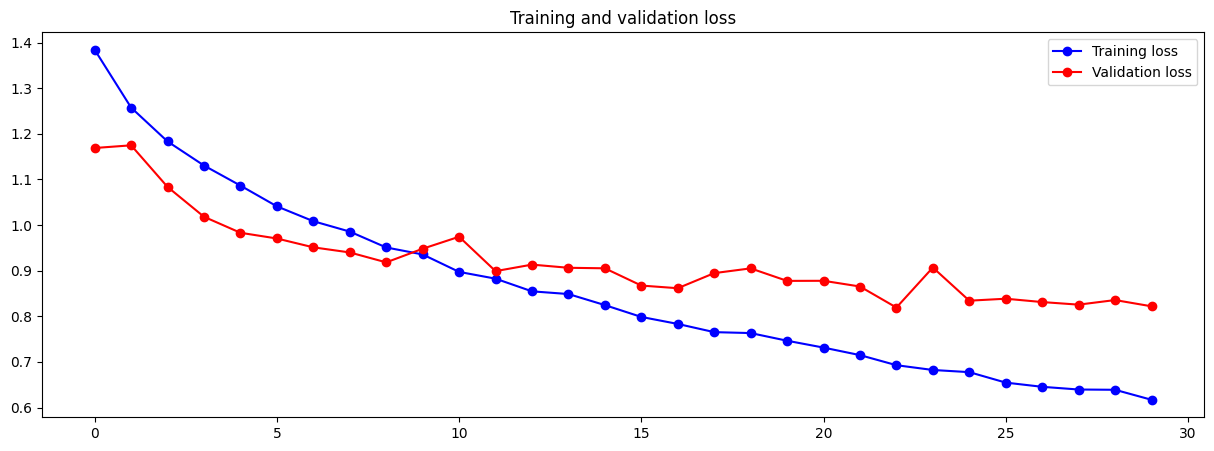 Training and validation loss
Training loss
Validation loss
1.4
1.3
1.2
1.1
1.0
0.9
0.8
0.7
0.6
0 5 10 15 20 25 30